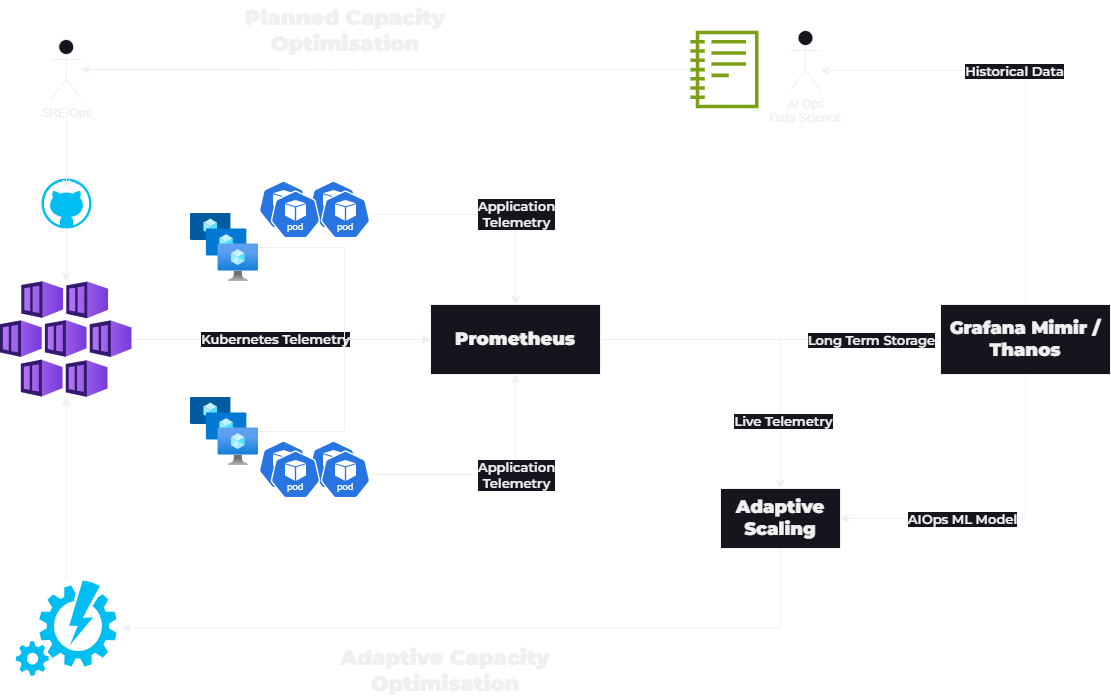 Planned Capacity
Optimisation
Historical Data
SRE/Ops
AI Ops
Data Science
pod
pod
Application
Telemetry
Kubernetes Telemetry
Prometheus
Long Term Storage
Grafana Mimir /
Thanos
Live Telemetry
pod
pod
Application
Telemetry
Adaptive
Scaling
AIOps ML Model
Adaptive Capacity
Optimisation